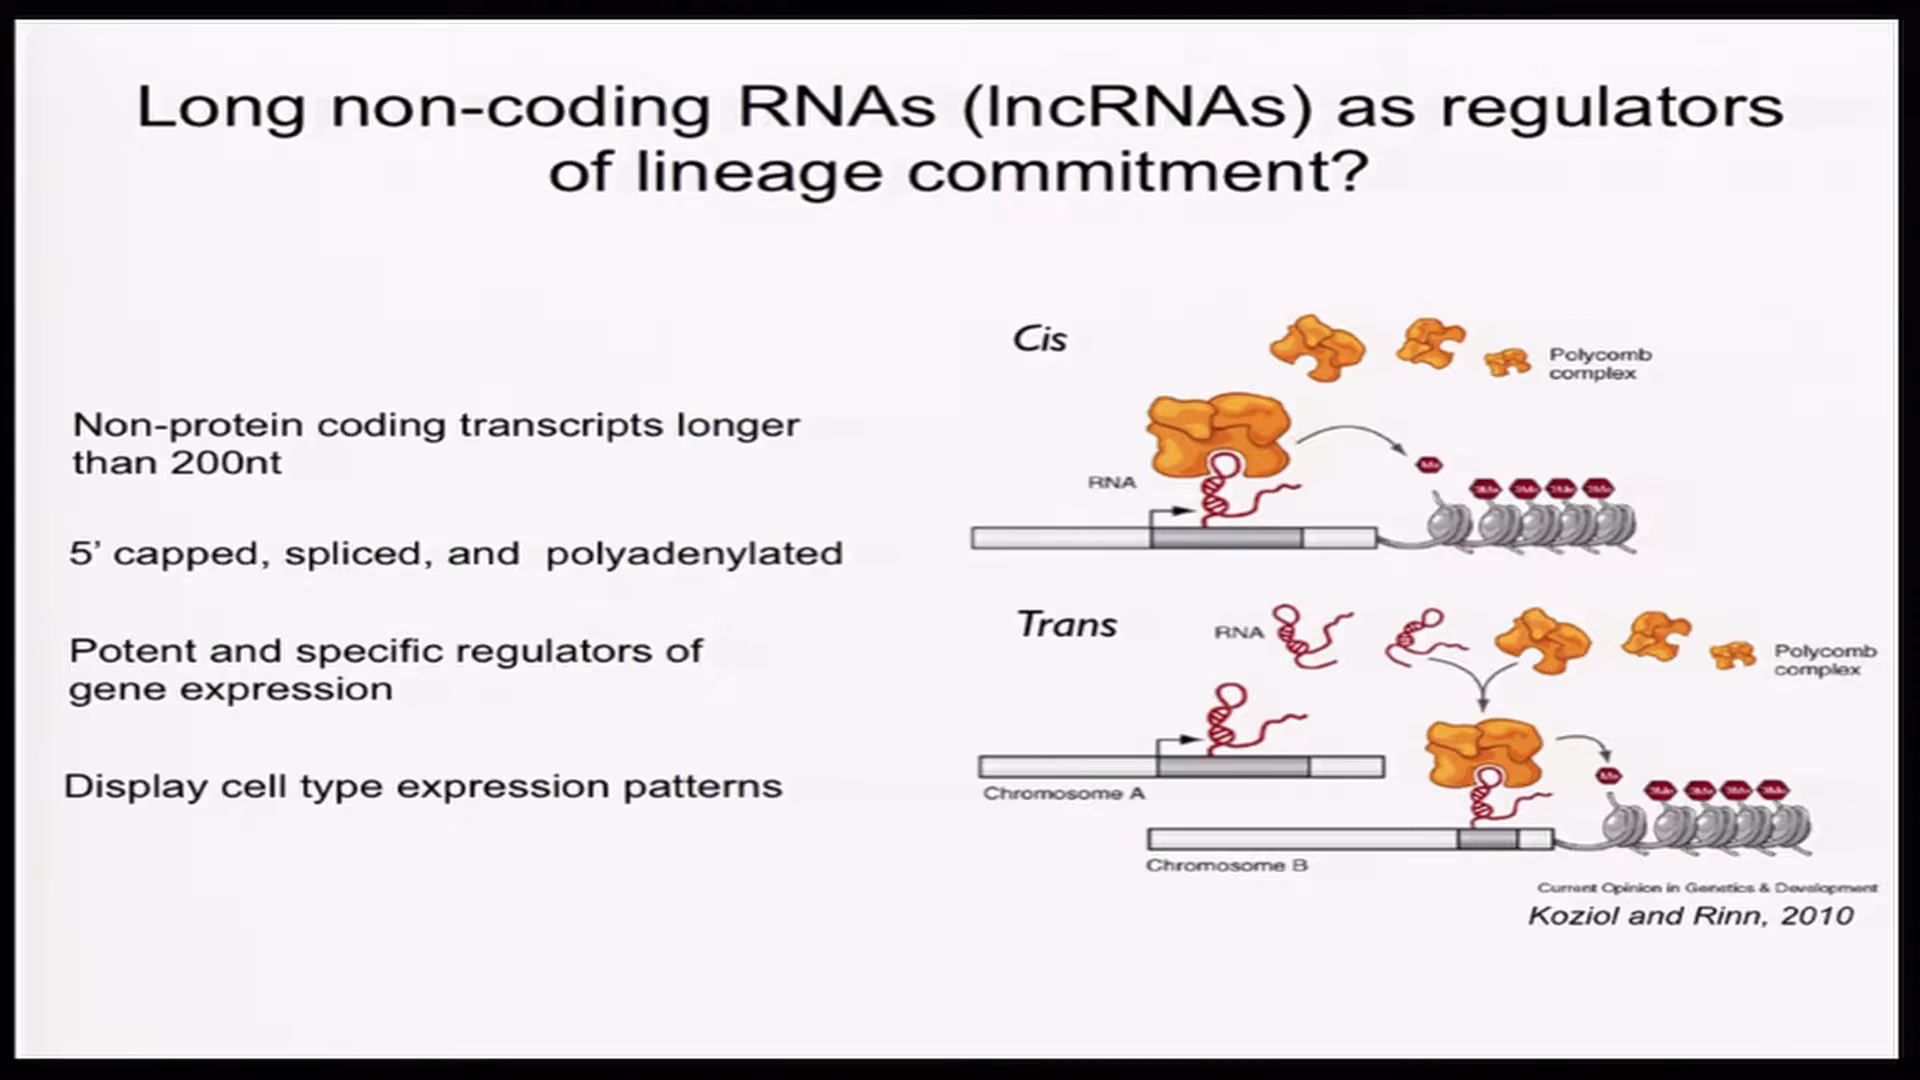 Long non-coding RNAs (lncRNAs) as regulators
of lineage commitment?
Non-protein coding transcripts longer
than 200nt
5’ capped, spliced, and polyadenylated
Potent and specific regulators of
gene expression
Display cell type expression patterns
Cis
Polycomb
complex
RNA
Trans
RNA
Polycomb
complex
Chromosome A
Chromosome B
Current Opinion in Genetics & Development
Koziol and Rinn, 2010